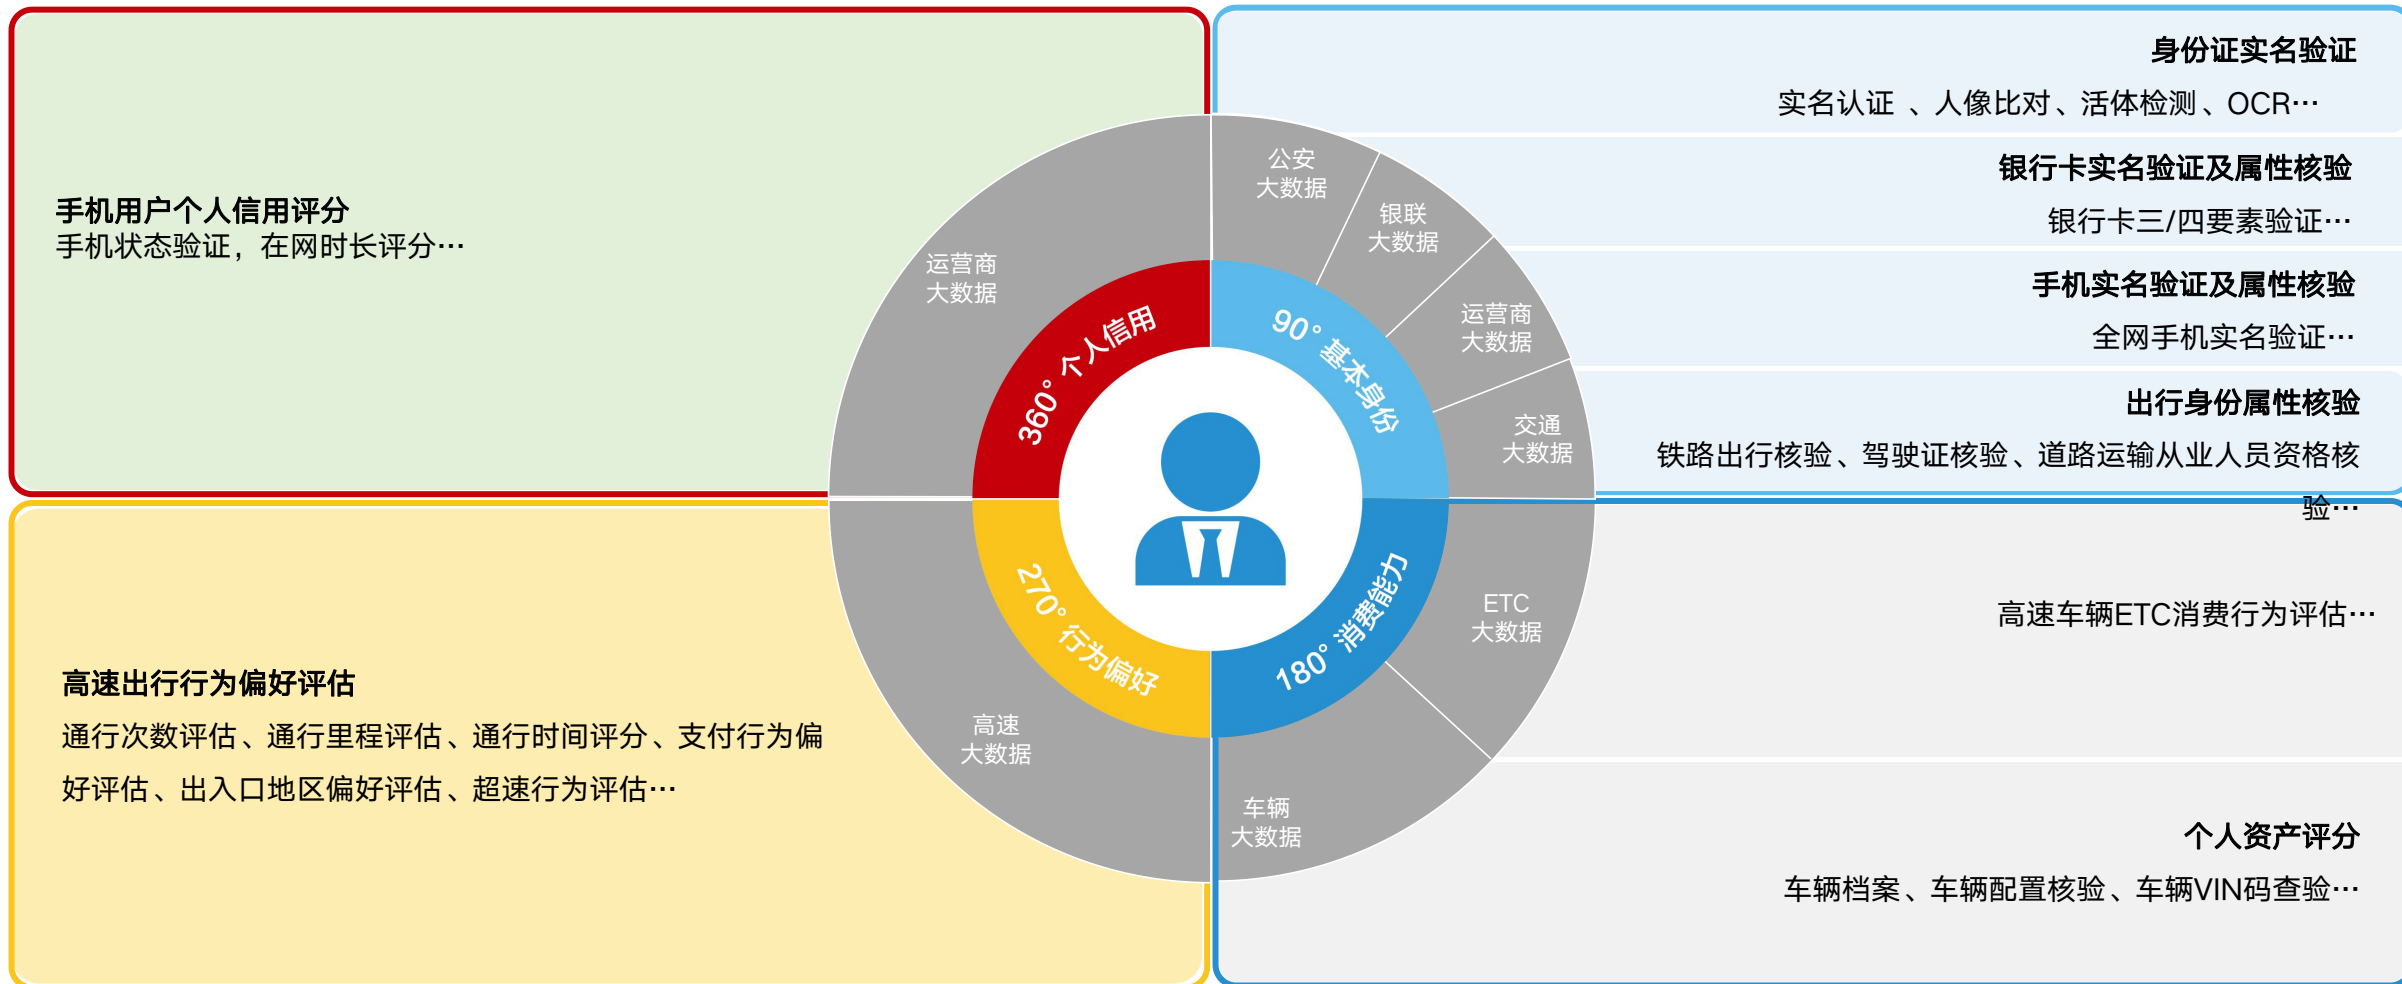 手机用户个人信用评分
手机状态验证，在网时长评分…
身份证实名验证
实名认证 、人像比对、活体检测、OCR…
银行卡实名验证及属性核验
银行卡三/四要素验证…
手机实名验证及属性核验
全网手机实名验证…
出行身份属性核验
铁路出行核验、驾驶证核验、道路运输从业人员资格核
验…
公安
大数据
银联
大数据
运营商
大数据
交通
大数据
运营商
大数据
360° 个人信用
90° 基本身份
270° 行为偏好
180° 消费能力
ETC
大数据
车辆
大数据
高速
大数据
高速出行行为偏好评估
通行次数评估、通行里程评估、通行时间评分、支付行为偏
好评估、出入口地区偏好评估、超速行为评估…
高速车辆ETC消费行为评估…
个人资产评分
车辆档案、车辆配置核验、车辆VIN码查验…